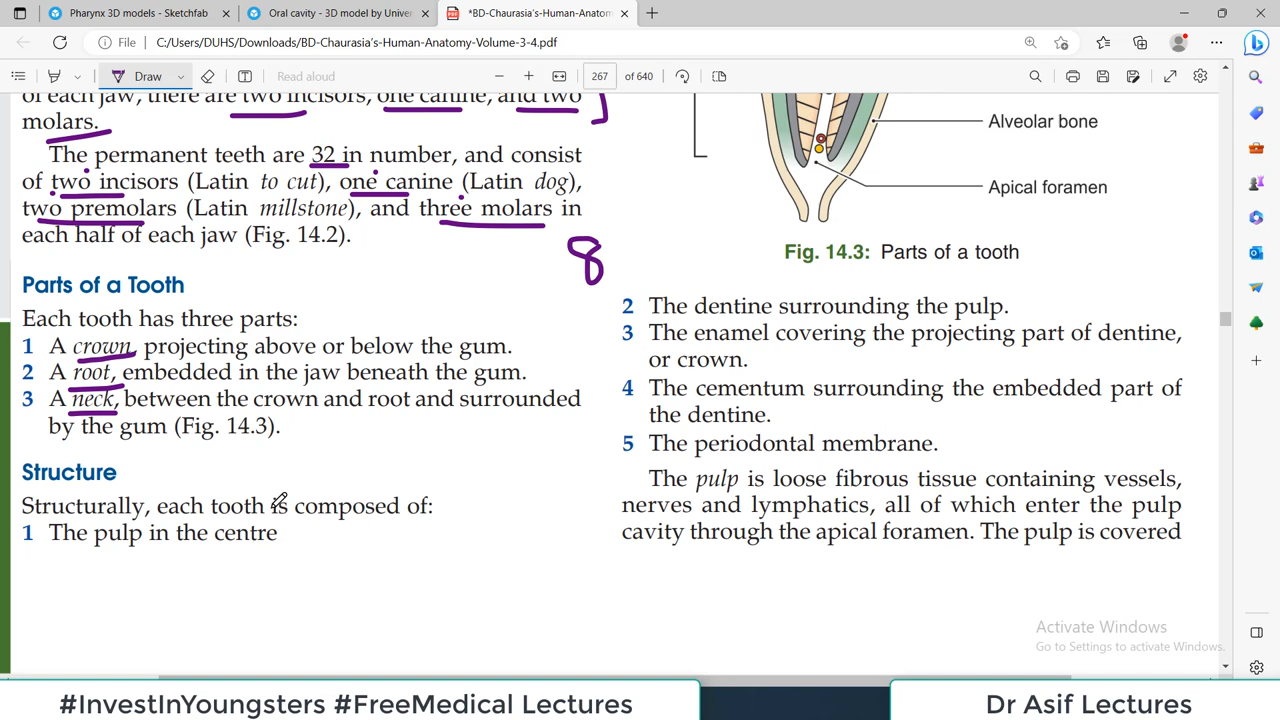 Pharynx 3D models - Sketchfab
Oral cavity - 3D model by Univer
*BD-Chaurasia's-Human-Anatom
File
C:/Users/DUHS/Downloads/BD-Chaurasia's-Human-Anatomy-Volume-3-4.pdf
Draw
Read aloud
267 of 640
of each jaw, there are two incisors, one canine, and two
molars.
The permanent teeth are 32 in number, and consist
of two incisors (Latin to cut), one canine (Latin dog),
two premolars (Latin millstone), and three molars in
each half of each jaw (Fig. 14.2).
8
Parts of a Tooth
Each tooth has three parts:
1 A crown, projecting above or below the gum.
2 A root, embedded in the jaw beneath the gum.
3 A neck, between the crown and root and surrounded
by the gum (Fig. 14.3).
Structure
Structurally, each tooth is composed of:
1 The pulp in the centre
Alveolar bone
Apical foramen
Fig. 14.3: Parts of a tooth
2 The dentine surrounding the pulp.
3 The enamel covering the projecting part of dentine,
or crown.
4 The cementum surrounding the embedded part of
the dentine.
5 The periodontal membrane.
The pulp is loose fibrous tissue containing vessels,
nerves and lymphatics, all of which enter the pulp
cavity through the apical foramen. The pulp is covered
Activate Windows
Go to Settings to activate Windows.
#InvestInYoungsters #FreeMedical Lectures
Dr Asif Lectures